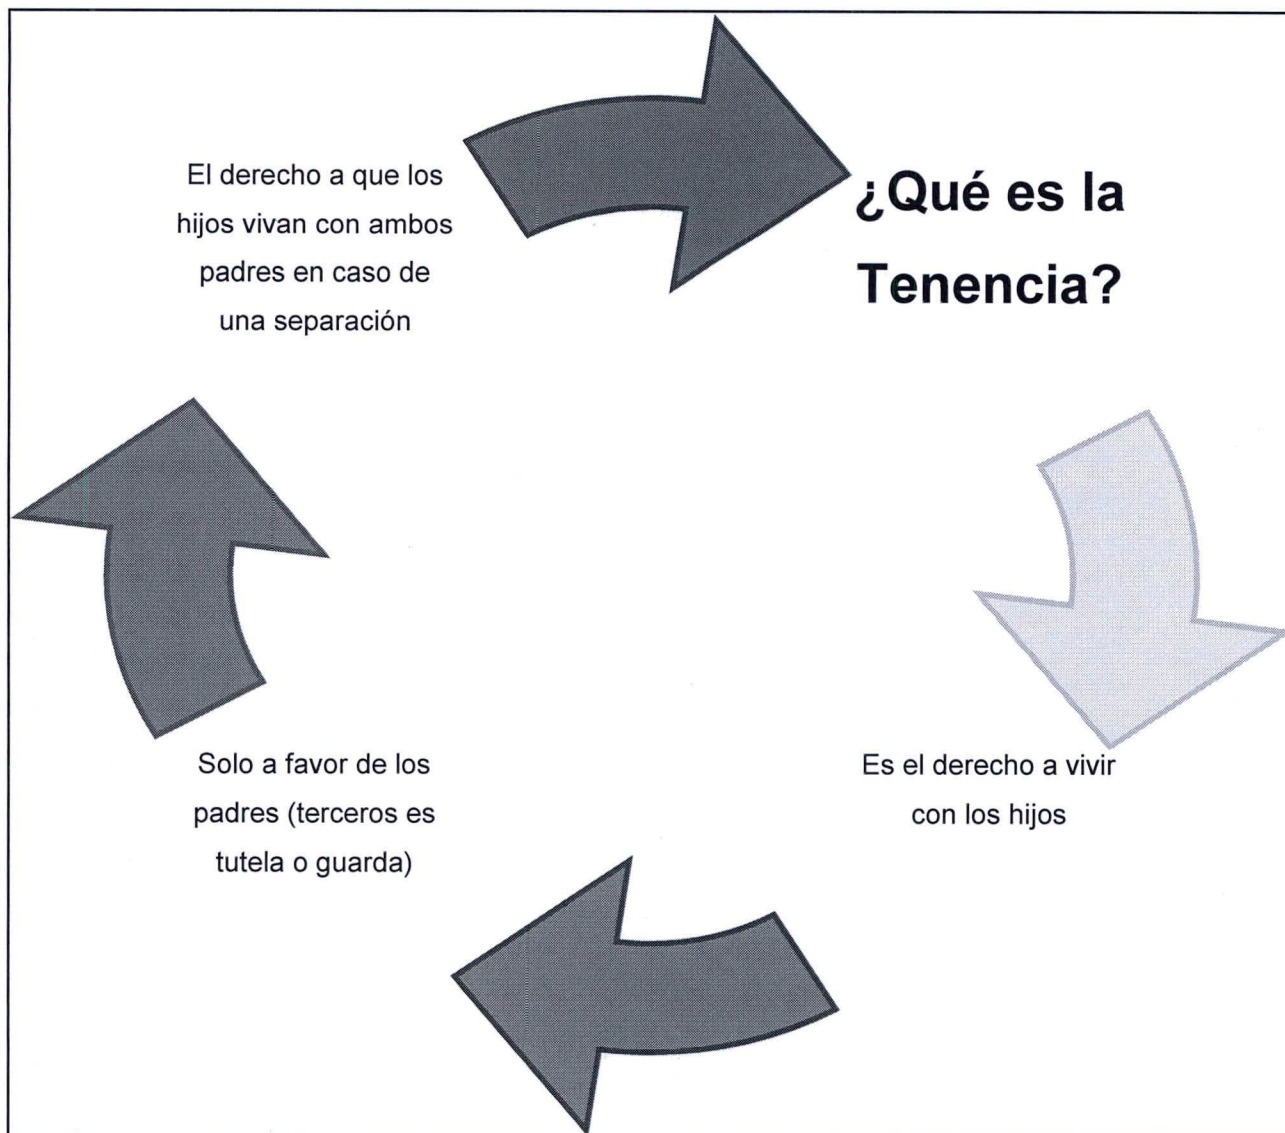 ¿Qué es la
Tenencia?
Es el derecho a vivir
con los hijos
Solo a favor de los
padres (terceros es
tutela o guarda)
El derecho a que los
hijos vivan con ambos
padres en caso de
una separación